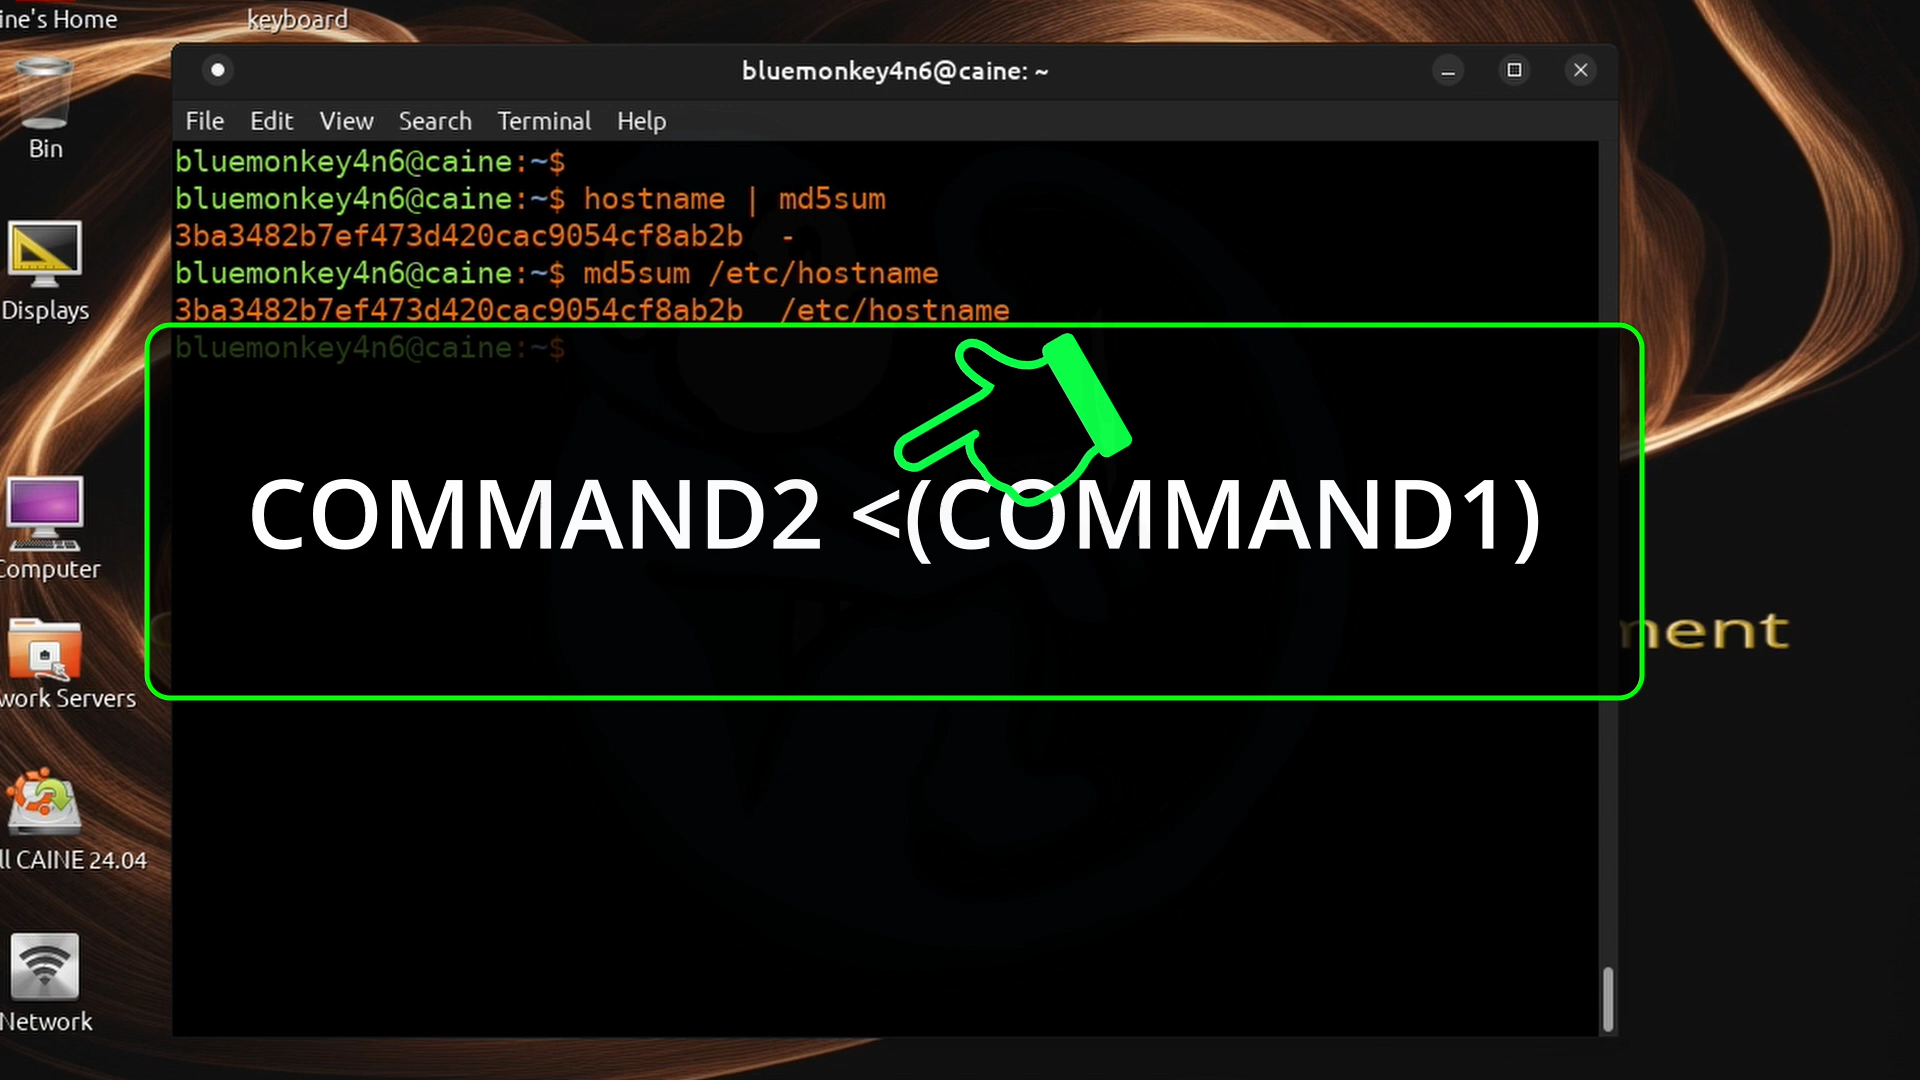 ine's Home
keyboard
bluemonkey4n6@caine: ~
File Edit View Search Terminal Help
Bin
bluemonkey4n6@caine:~$
bluemonkey4n6@caine:~$ hostname | md5sum
3ba3482b7ef473d420cac9054cf8ab2b  -
bluemonkey4n6@caine:~$ md5sum /etc/hostname
3ba3482b7ef473d420cac9054cf8ab2b  /etc/hostname
bluemonkey4n6@caine:~$
Displays
COMMAND2 <(COMMAND1)
Computer
ment
work Servers
ll CAINE 24.04
Network